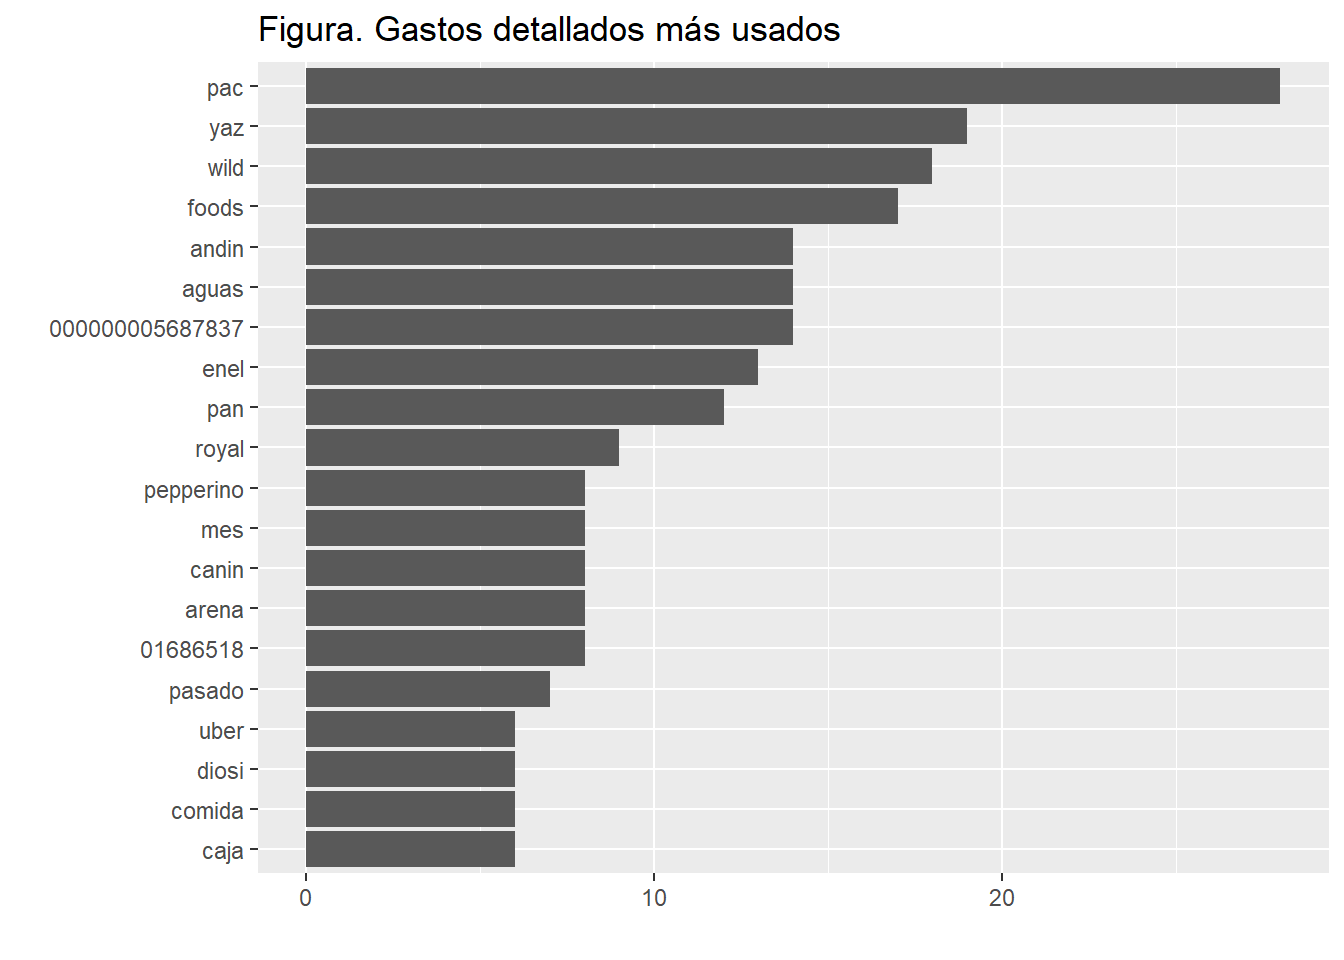 Figura. Gastos detallados más usados
pac
yaz
wild
foods
andin
aguas
000000005687837
enel
pan
royal
pepperino
mes
canin
arena
01686518
pasado
uber
diosi
comida
caja
0 10 20